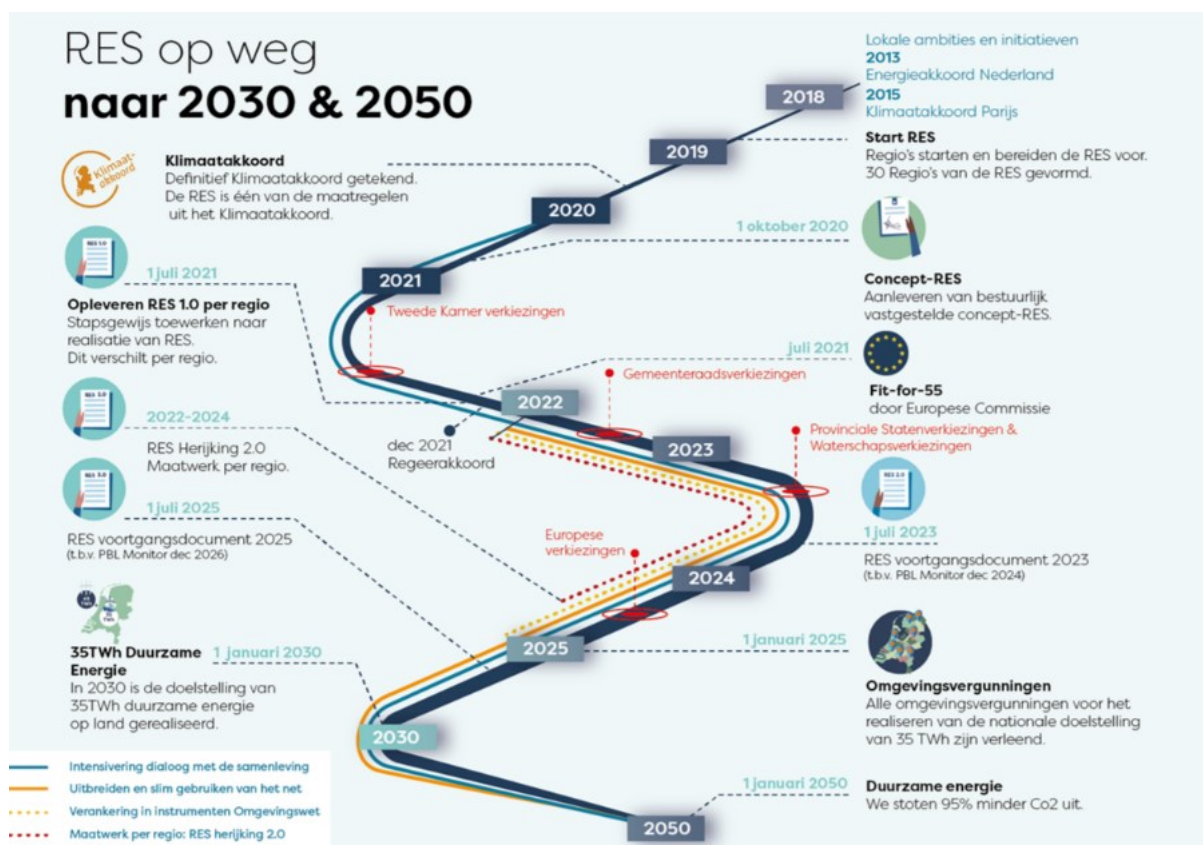 RES op weg
naar 2030 & 2050
Lokale ambities en initiatieven
2013
Energieakkoord Nederland
2015
Klimaatakkoord Parijs
2018
Start RES
Regio's starten en bereiden de RES voor.
30 Regio's van de RES gevormd.
2019
Klimaat-
akkoord
Klimaatakkoord
Definitief Klimaatakkoord getekend.
De RES is één van de maatregelen
uit het Klimaatakkoord.
2020
1 oktober 2020
Concept-RES
Aanleveren van bestuurlijk
vastgestelde concept-RES.
RES 1.0
1 juli 2021
Opleveren RES 1.0 per regio
Stapsgewijs toewerken naar
realisatie van RES.
Dit verschilt per regio.
2021
Tweede Kamer verkiezingen
juli 2021
Fit-for-55
door Europese Commissie
Gemeenteraadsverkiezingen
2022
dec 2021
Regeerakkoord
2022-2024
RES Herijking 2.0
Maatwerk per regio.
2023
Provinciale Statenverkiezingen &
Waterschapsverkiezingen
RES 2.0
1 juli 2023
RES voortgangsdocument 2023
(t.b.v. PBL Monitor dec 2024)
1 juli 2025
RES voortgangsdocument 2025
(t.b.v. PBL Monitor dec 2026)
Europese
verkiezingen
2024
2025
1 januari 2025
Omgevingsvergunningen
Alle omgevingsvergunningen voor het
realiseren van de nationale doelstelling
van 35 TWh zijn verleend.
35TWh Duurzame
Energie
1 januari 2030
In 2030 is de doelstelling van
35TWh duurzame energie
op land gerealiseerd.
2030
1 januari 2050
Duurzame energie
We stoten 95% minder Co2 uit.
2050
Intensivering dialoog met de samenleving
Uitbreiden en slim gebruiken van het net
Verankering in instrumenten Omgevingswet
Maatwerk per regio: RES herijking 2.0